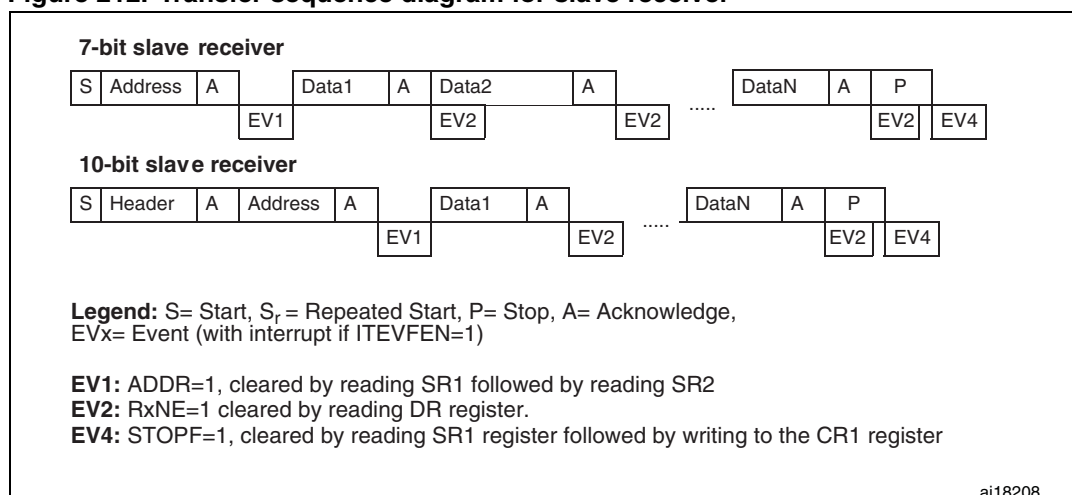 Figure 242. Transfer sequence diagram for slave receiver
7-bit slave receiver
S Address A Data1 A Data2 A ..... DataN A P
EV1 EV2 EV2 EV2 EV4
10-bit slave receiver
S Header A Address A Data1 A ..... DataN A P
EV1 EV2 EV2 EV4
Legend: S= Start, Sr = Repeated Start, P= Stop, A= Acknowledge,
EVx= Event (with interrupt if ITEVFEN=1)
EV1: ADDR=1, cleared by reading SR1 followed by reading SR2
EV2: RxNE=1 cleared by reading DR register.
EV4: STOPF=1, cleared by reading SR1 register followed by writing to the CR1 register
ai18208